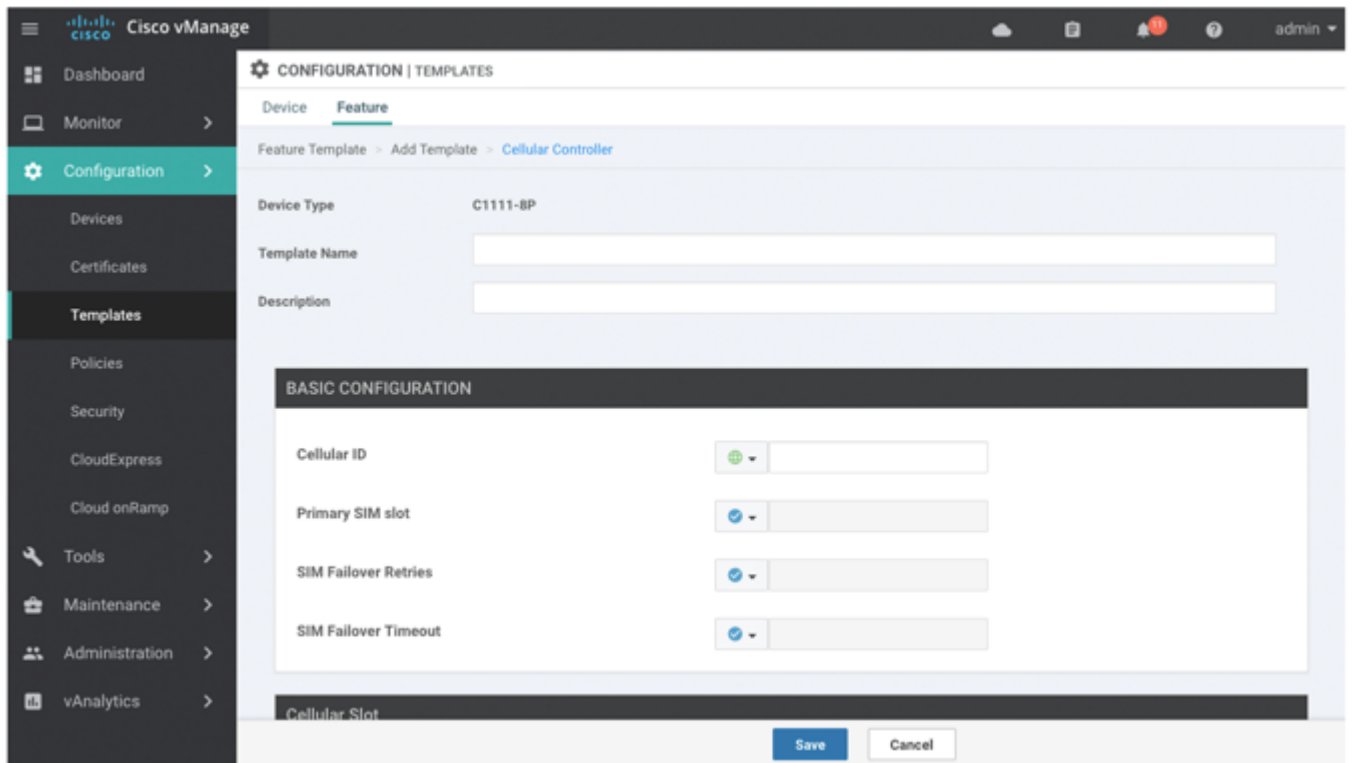 cisco Cisco vManage
11
admin
Dashboard
Monitor
Configuration
Devices
Certificates
Templates
Policies
Security
CloudExpress
Cloud onRamp
Tools
Maintenance
Administration
vAnalytics
CONFIGURATION | TEMPLATES
Device Feature
Feature Template > Add Template > Cellular Controller
Device Type C1111-8P
Template Name
Description
BASIC CONFIGURATION
Cellular ID
Primary SIM slot
SIM Failover Retries
SIM Failover Timeout
Cellular Slot
Save Cancel